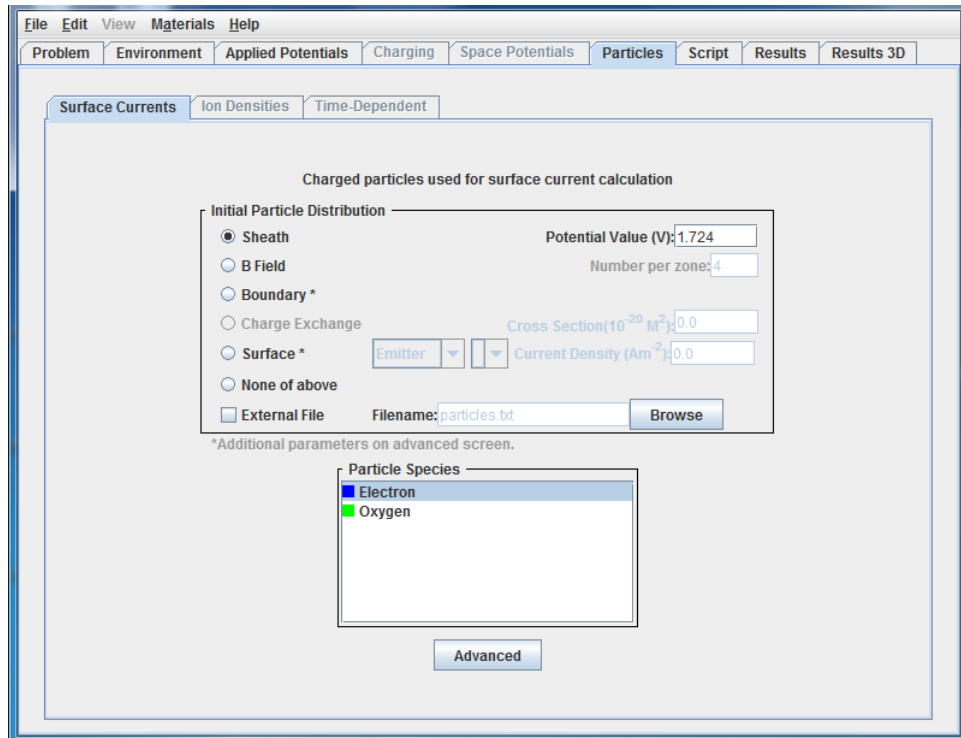 File Edit View Materials Help
Problem Environment Applied Potentials Charging Space Potentials Particles Script Results Results 3D
Surface Currents Ion Densities Time-Dependent
Charged particles used for surface current calculation
Initial Particle Distribution
Sheath Potential Value (V): 1.724
B Field Number per zone: 4
Boundary *
Charge Exchange Cross Section(10⁻²⁰ M²): 0.0
Surface * Emitter Current Density (Am⁻²): 0.0
None of above
External File Filename: particles.txt Browse
*Additional parameters on advanced screen.
Particle Species
Electron
Oxygen
Advanced